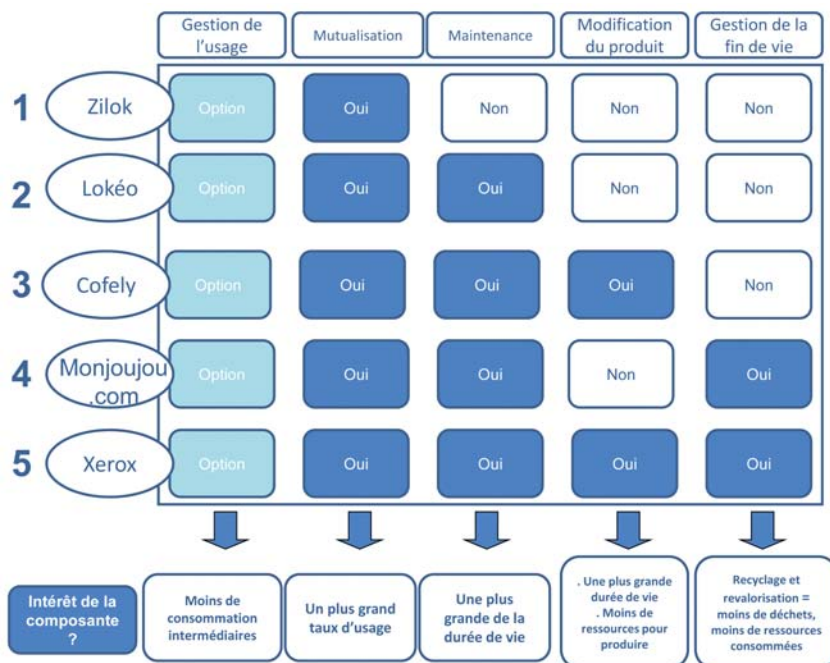 Gestion de
l'usage
Mutualisation
Maintenance
Modification
du produit
Gestion de la
fin de vie
1
Zilok
Option
Oui
Non
Non
Non
2
Lokéo
Option
Oui
Oui
Non
Non
3
Cofely
Option
Oui
Oui
Oui
Non
4
Monjoujou
.com
Option
Oui
Oui
Non
Oui
5
Xerox
Option
Oui
Oui
Oui
Oui
Intérêt de la
composante
?
Moins de
consommation
intermédiaires
Un plus grand
taux d'usage
Une plus
grande de la
durée de vie
. Une plus grande
durée de vie
. Moins de
ressources pour
produire
Recyclage et
revalorisation =
moins de déchets,
moins de ressources
consommées